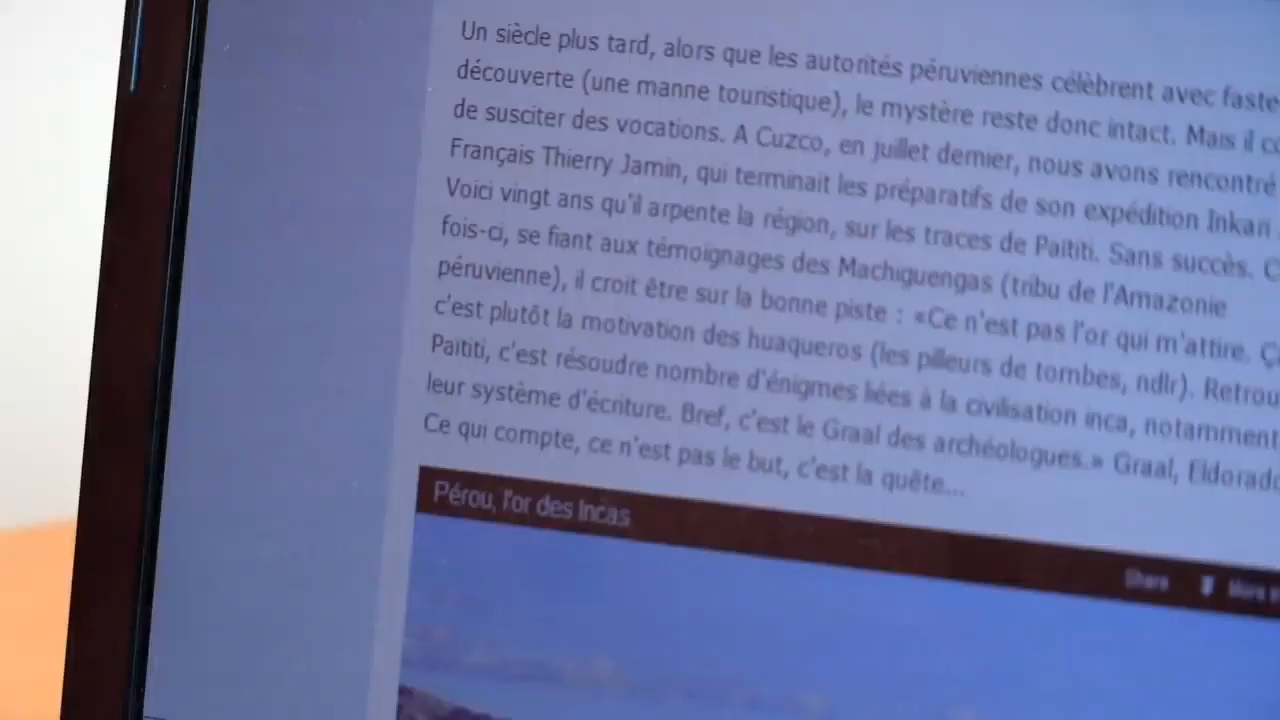 Un siècle plus tard, alors que les autorités péruviennes célèbrent avec faste
découverte (une manne touristique), le mystère reste donc intact. Mais il
de susciter des vocations. A Cuzco, en juillet dernier, nous avons rencontré
Français Thierry Jamin, qui terminait les préparatifs de son expédition Inkari
Voici vingt ans qu'il arpente la région, sur les traces de Paititi. Sans succès.
fois-ci, se fiant aux témoignages des Machiguengas (tribu de l'Amazonie
péruvienne), il croit être sur la bonne piste : «Ce n'est pas l'or qui m'attire.
c'est plutôt la motivation des huaqueros (les pilleurs de tombes, ndlr).
Paititi, c'est résoudre nombre d'énigmes liées à la civilisation inca, notamment
leur système d'écriture. Bref, c'est le Graal des archéologues.» Graal,
Ce qui compte, ce n'est pas le but, c'est la quête...
Pérou, l'or des Incas
Share